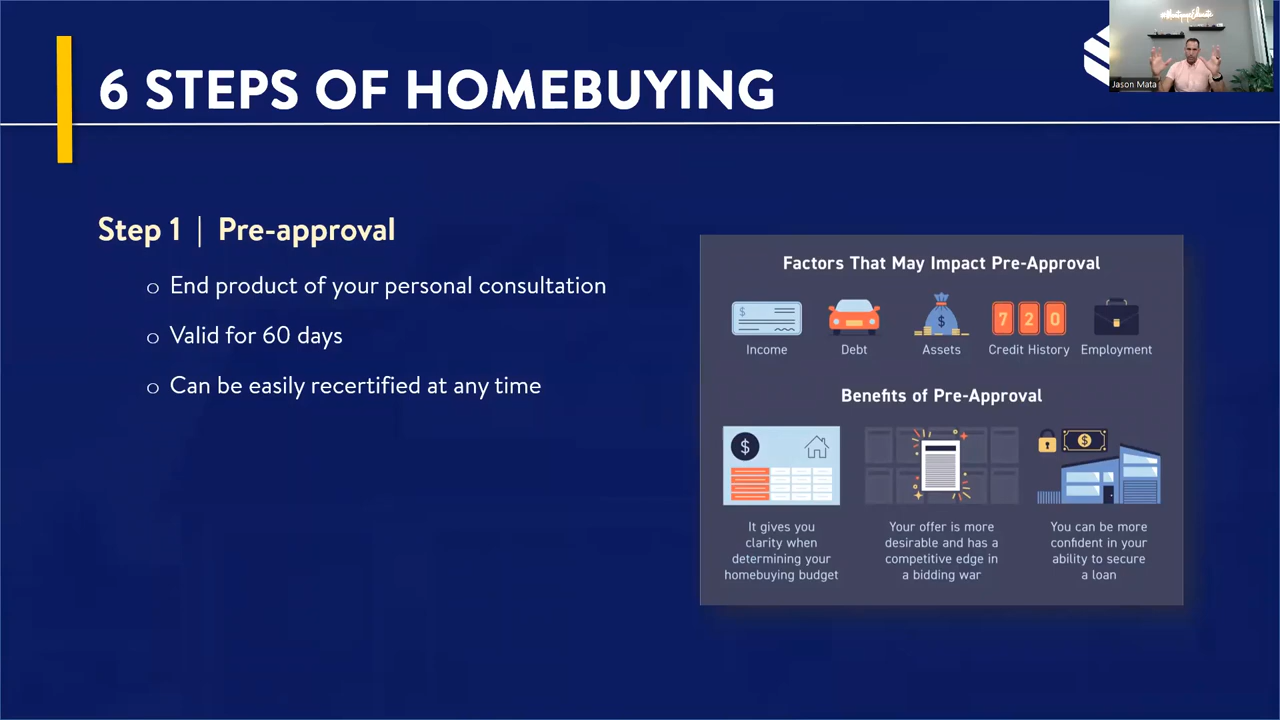 6 STEPS OF HOMEBUYING
Jason Mata
Step 1 | Pre-approval
End product of your personal consultation
Valid for 60 days
Can be easily recertified at any time
Factors That May Impact Pre-Approval
$
7 2 0
$
Income
Debt
Assets
Credit History
Employment
Benefits of Pre-Approval
$
$
It gives you
clarity when
determining your
homebuying budget
Your offer is more
desirable and has a
competitive edge in
a bidding war
You can be more
confident in your
ability to secure
a loan